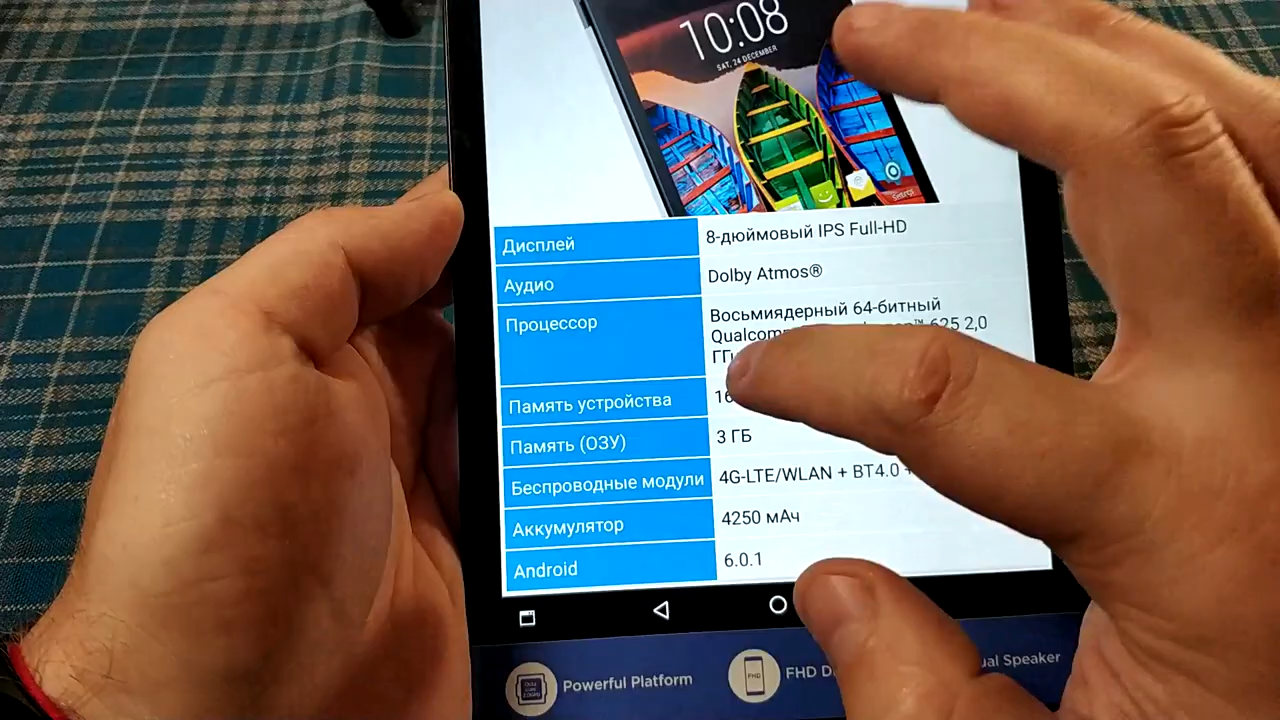 10:08
SAT, 24 DECEMBER
Дисплей 8-дюймовый IPS Full-HD
Аудио Dolby Atmos®
Процессор Восьмиядерный 64-битный
625 2,0
Память устройства
Память (ОЗУ) 3 ГБ
Беспроводные модули 4G-LTE/WLAN + BT4.0 +
Аккумулятор 4250 мАч
Android 6.0.1
Powerful Platform FHD Speaker
FHD